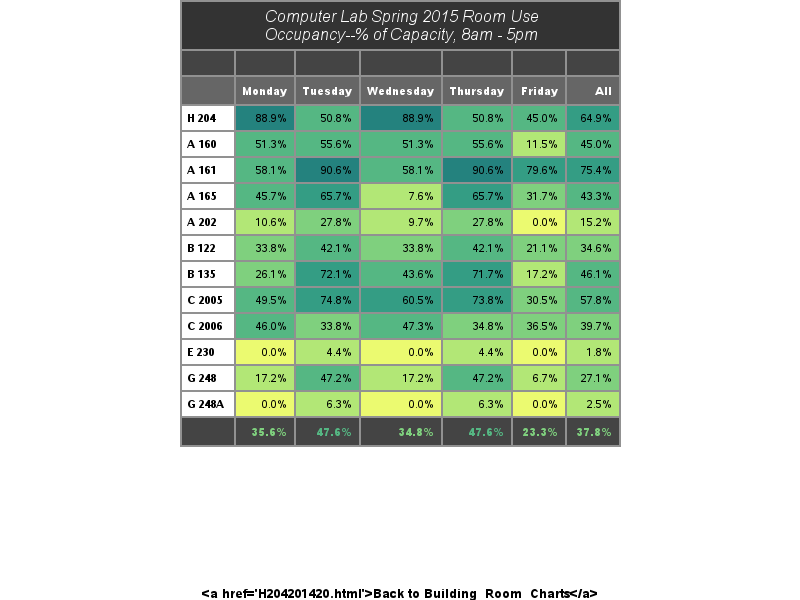 Computer Lab Spring 2015 Room Use
Occupancy--% of Capacity, 8am - 5pm
Monday Tuesday Wednesday Thursday Friday All
H 204 88.9% 50.8% 88.9% 50.8% 45.0% 64.9%
A 160 51.3% 55.6% 51.3% 55.6% 11.5% 45.0%
A 161 58.1% 90.6% 58.1% 90.6% 79.6% 75.4%
A 165 45.7% 65.7% 7.6% 65.7% 31.7% 43.3%
A 202 10.6% 27.8% 9.7% 27.8% 0.0% 15.2%
B 122 33.8% 42.1% 33.8% 42.1% 21.1% 34.6%
B 135 26.1% 72.1% 43.6% 71.7% 17.2% 46.1%
C 2005 49.5% 74.8% 60.5% 73.8% 30.5% 57.8%
C 2006 46.0% 33.8% 47.3% 34.8% 36.5% 39.7%
E 230 0.0% 4.4% 0.0% 4.4% 0.0% 1.8%
G 248 17.2% 47.2% 17.2% 47.2% 6.7% 27.1%
G 248A 0.0% 6.3% 0.0% 6.3% 0.0% 2.5%
35.6% 47.6% 34.8% 47.6% 23.3% 37.8%
<a href='H204201420.html'>Back to Building_Room_Charts</a>